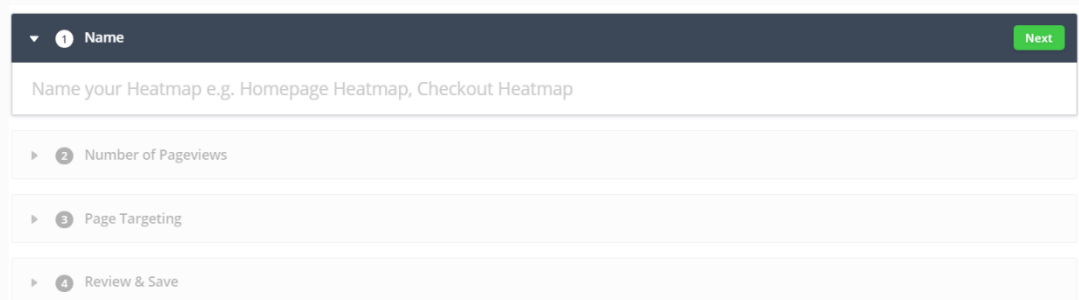 1 Name Next
Name your Heatmap e.g. Homepage Heatmap, Checkout Heatmap
2 Number of Pageviews
3 Page Targeting
4 Review & Save